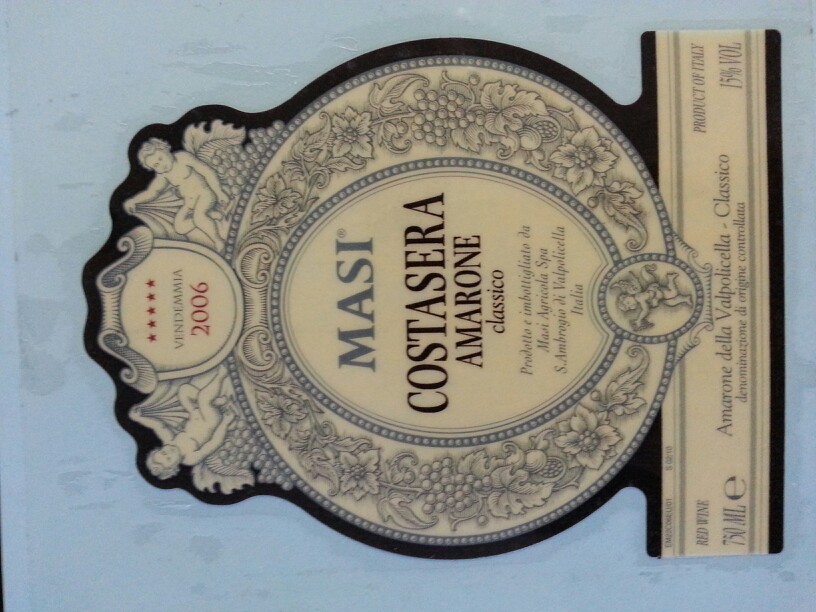 ★★★★★
VENDEMMIA
2006
MASI®
COSTASERA
AMARONE
classico
Prodotto e imbottigliato da
Masi Agricola Spa
S.Ambrogio di Valpolicella
Italia
RED WINE
PRODUCT OF ITALY
750 ML ℮
Amarone della Valpolicella - Classico
denominazione di origine controllata
15% VOL